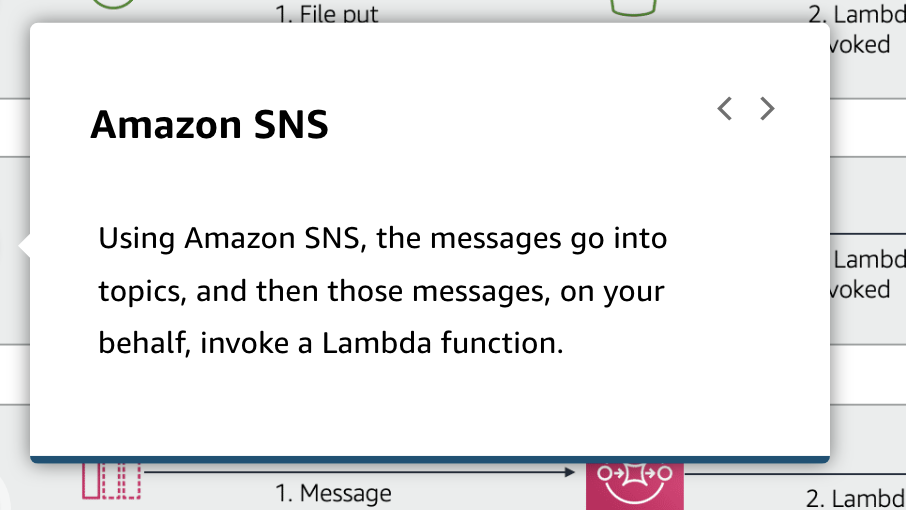 1. File put
2. Lambd
voked
Amazon SNS
Using Amazon SNS, the messages go into
topics, and then those messages, on your
behalf, invoke a Lambda function.
Lambd
voked
1. Message
2. Lambd